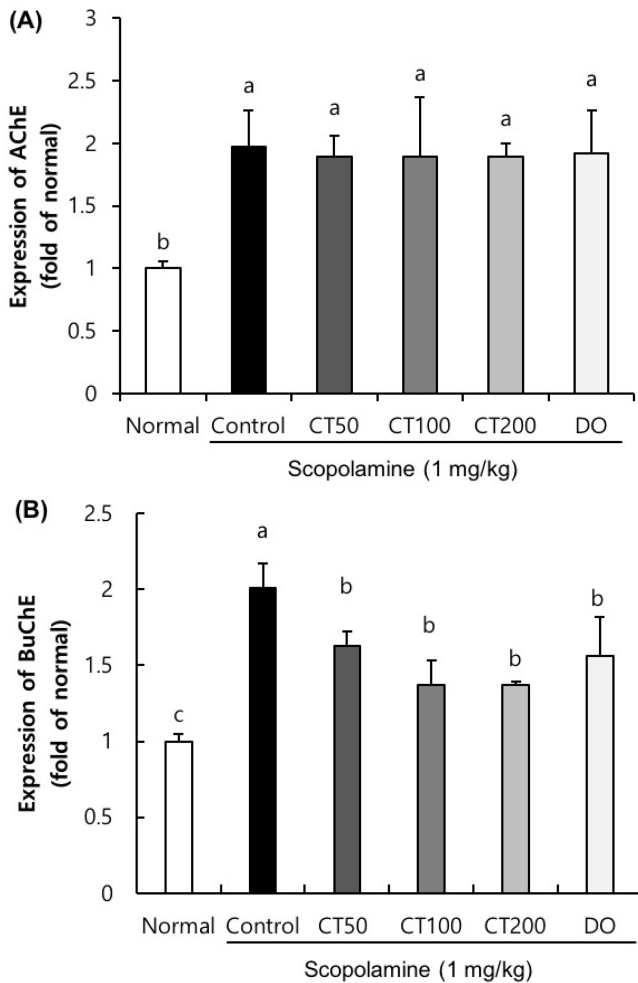 (A)
Expression of AChE
(fold of normal)
3
2.5
2
1.5
1
0.5
0
b
a
a
a
a
a
Normal Control CT50 CT100 CT200 DO
Scopolamine (1 mg/kg)
(B)
Expression of BuChE
(fold of normal)
2.5
2
1.5
1
0.5
0
c
a
b
b
b
b
Normal Control CT50 CT100 CT200 DO
Scopolamine (1 mg/kg)